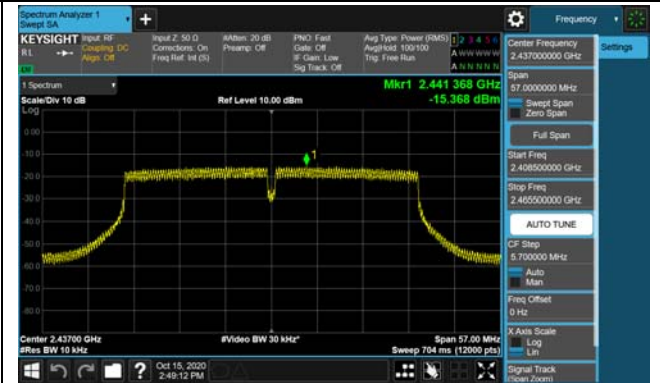 Spectrum Analyzer 1
Swept SA
+
Frequency
KEYSIGHT
Input: RF
Coupling: DC
Align: Off
Input Z: 50 Ω
Corrections: On
Freq Ref: Int (S)
#Atten: 20 dB
Preamp: Off
PNO: Fast
Gate: Off
IF Gain: Low
Sig Track: Off
Avg Type: Power (RMS)
Avg|Hold: 100/100
Trig: Free Run
1 2 3 4 5 6
A W W W W W
A N N N N N
R L
1 Spectrum
Scale/Div 10 dB
Log
Ref Level 10.00 dBm
Mkr1 2.441 368 GHz
-15.368 dBm
1
0.00
-10.0
-20.0
-30.0
-40.0
-50.0
-60.0
-70.0
-80.0
Center 2.43700 GHz
#Res BW 10 kHz
#Video BW 30 kHz*
Span 57.00 MHz
Sweep 704 ms (12000 pts)
Oct 15, 2020
2:49:12 PM
Center Frequency
2.437000000 GHz
Settings
Span
57.0000000 MHz
Swept Span
Zero Span
Full Span
Start Freq
2.408500000 GHz
Stop Freq
2.465500000 GHz
AUTO TUNE
CF Step
5.700000 MHz
Auto
Man
Freq Offset
0 Hz
X Axis Scale
Log
Lin
Signal Track
(Span Zoom)